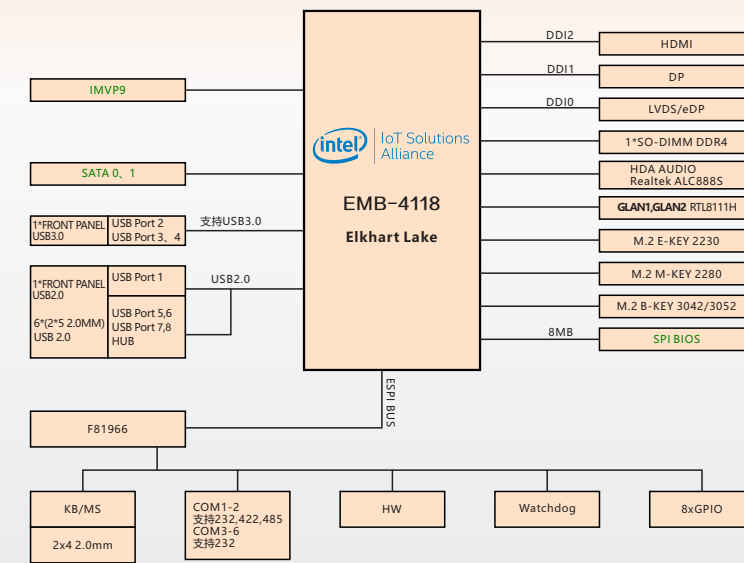 DDI2
HDMI
DDI1
DP
DDI0
LVDS/eDP
1*SO-DIMM DDR4
HDA AUDIO
Realtek ALC888S
GLAN1,GLAN2 RTL8111H
M.2 E-KEY 2230
M.2 M-KEY 2280
M.2 B-KEY 3042/3052
8MB
SPI BIOS
IMVP9
SATA 0、1
1*FRONT PANEL
USB3.0
USB Port 2
USB Port 3、4
支持USB3.0
1*FRONT PANEL
USB2.0
6*(2*5 2.0MM)
USB 2.0
USB Port 1
USB Port 5,6
USB Port 7,8
HUB
USB2.0
intel
IoT Solutions
Alliance
EMB-4118
Elkhart Lake
ESPI BUS
F81966
KB/MS
2x4 2.0mm
COM1-2
支持232,422,485
COM3-6
支持232
HW
Watchdog
8xGPIO